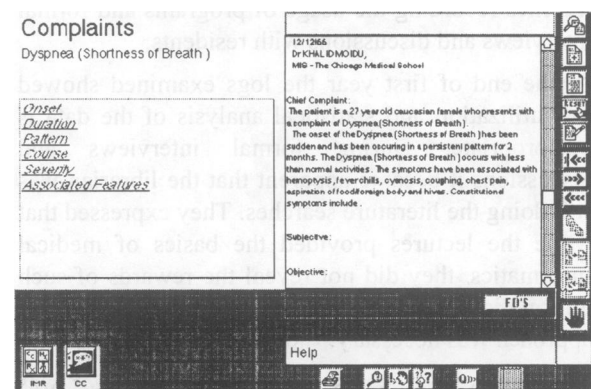 Complaints
Dyspnea (Shortness of Breath )
Onset
Duration
Pattern
Course
Severity
Associated Features
12/12/66
Dr KHALIDMOIDU,
MIG - The Chicago Medical School
Chief Complaint:
The patient is a 27 year old caucasian female who presents with
a complaint of Dyspnea(Shortness of Breath).
The onset of the Dyspnea(Shortness of Breath )has been
sudden and has been occuring in a persistant pattern for 2
months. The Dyspnea(Shortness of Breath )occurs with less
than normal activities. The symptoms have been associated with
hemoptysis, fever chills, cyanosis, coughing, chest pain,
aspiration of food/foreign body and hives. Constitutional
symptoms include .
Subjective:
Objective:
RESET
Help
IMR
CC